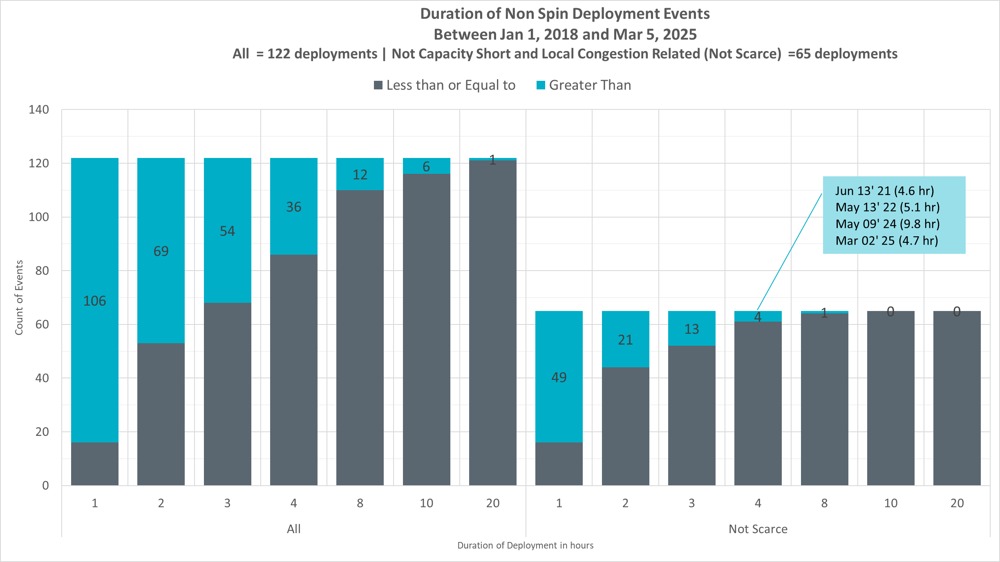 Duration of Non Spin Deployment Events
Between Jan 1, 2018 and Mar 5, 2025
All  = 122 deployments | Not Capacity Short and Local Congestion Related (Not Scarce)  =65 deployments
Less than or Equal to
Greater Than
140
120
100
80
60
40
20
0
Count of Events
106
69
54
36
12
6
1
49
21
13
4
1
0
0
Jun 13' 21 (4.6 hr)
May 13' 22 (5.1 hr)
May 09' 24 (9.8 hr)
Mar 02' 25 (4.7 hr)
1 2 3 4 8 10 20 1 2 3 4 8 10 20
All
Not Scarce
Duration of Deployment in hours